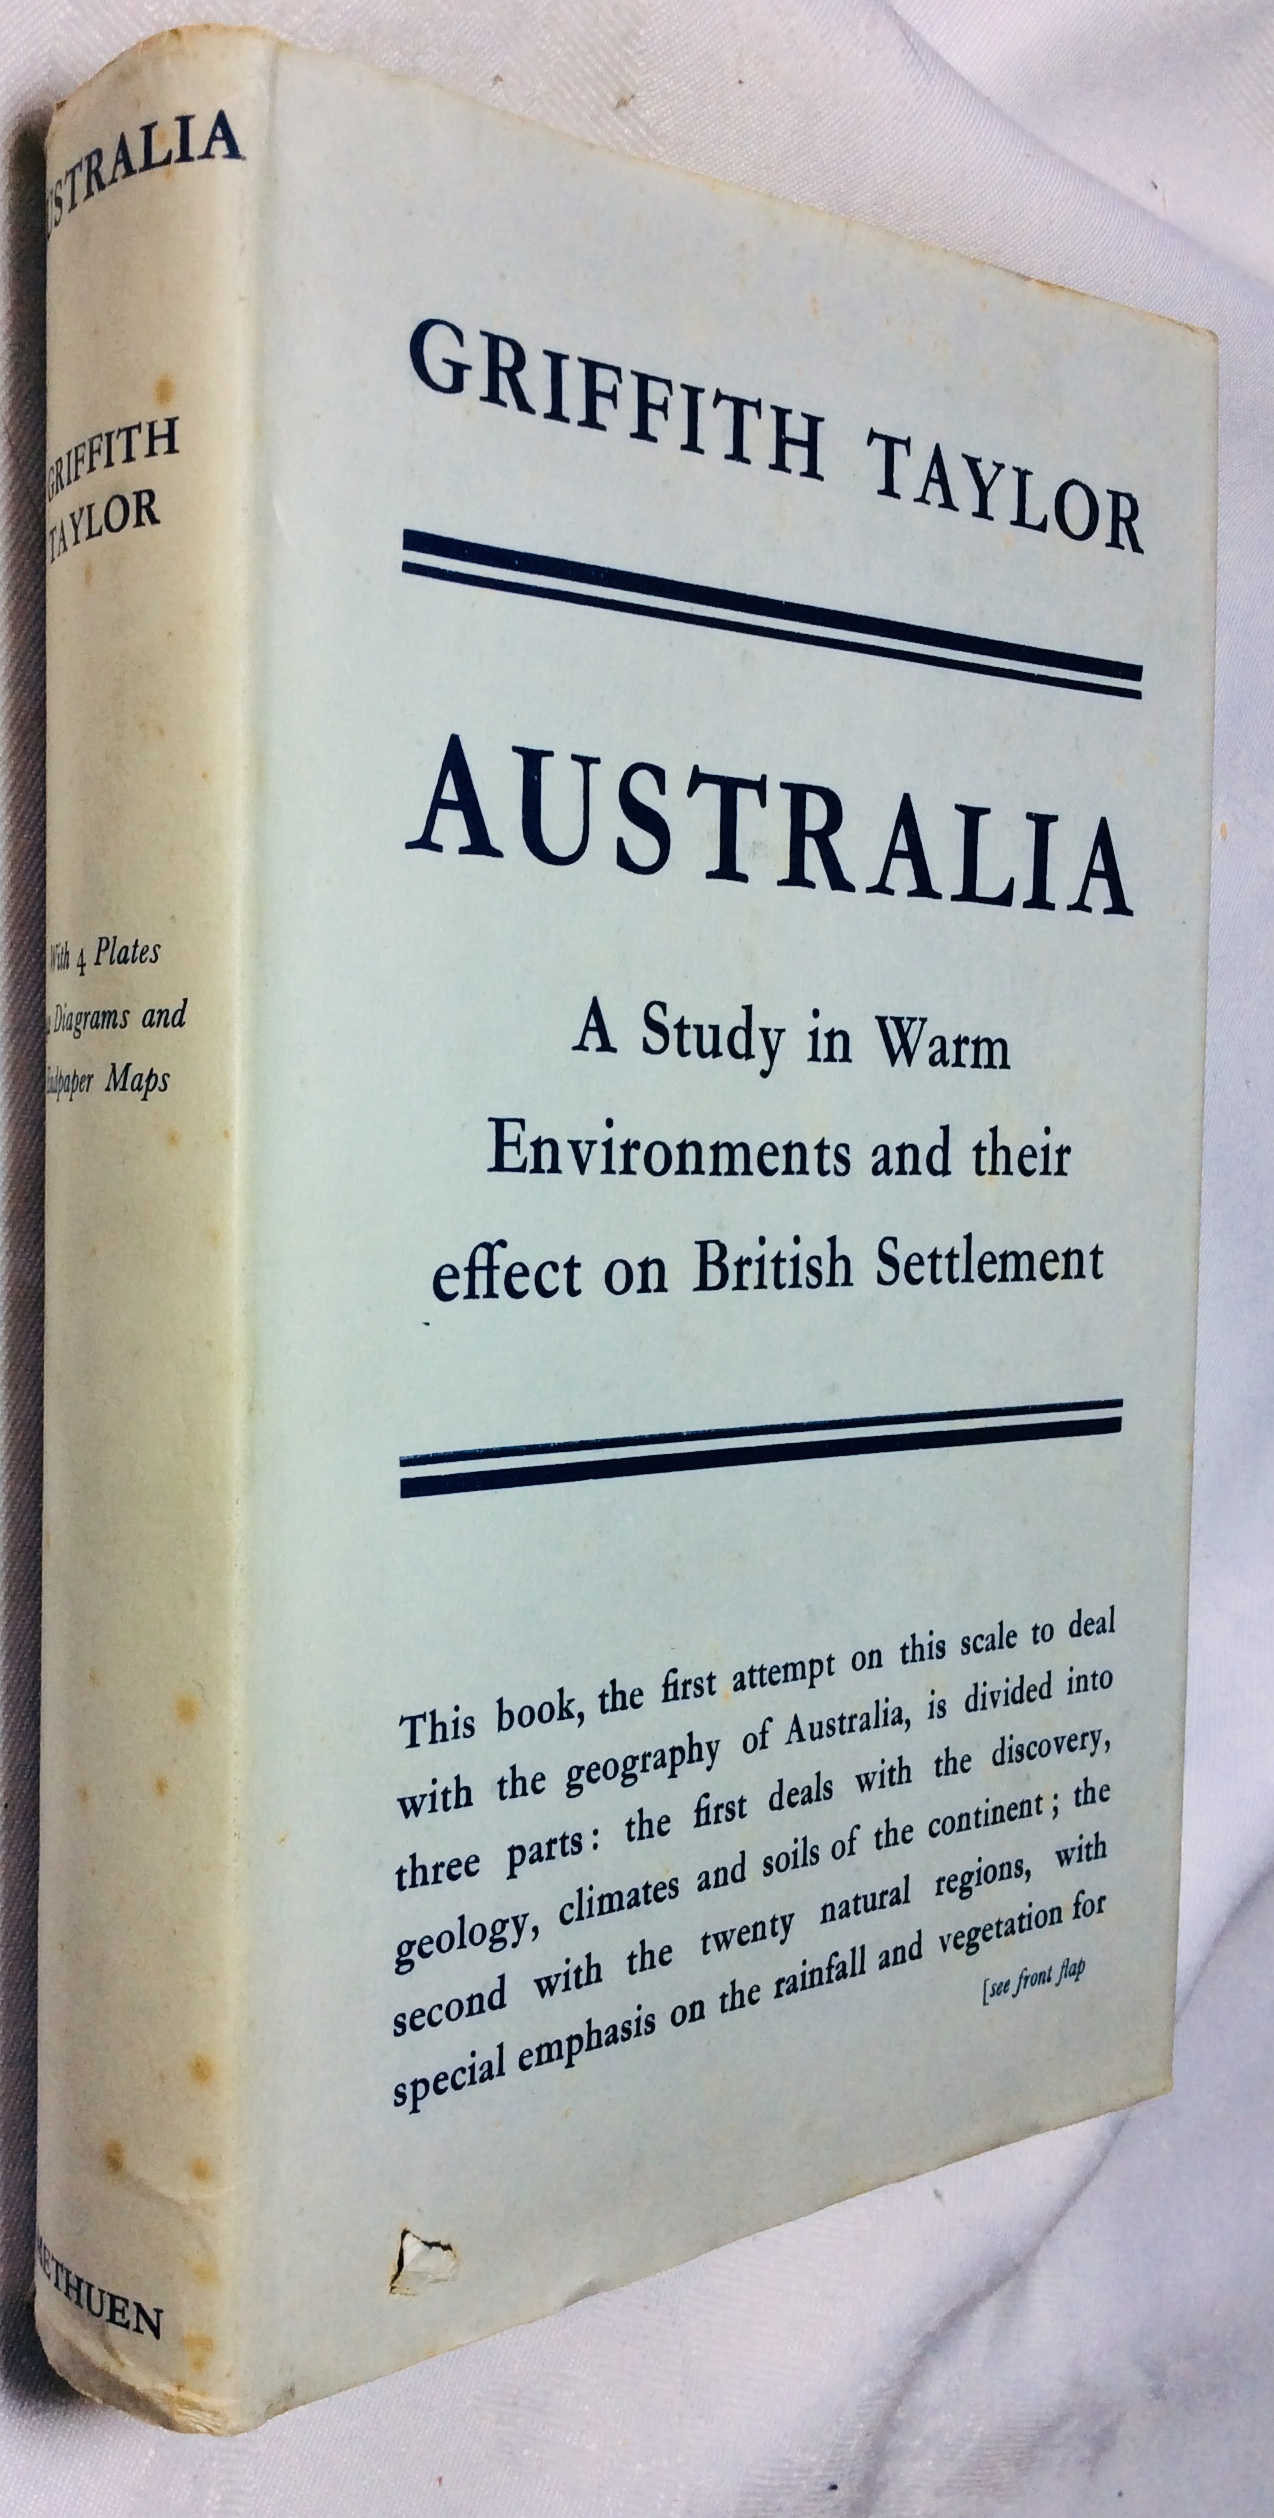 GRIFFITH TAYLOR
AUSTRALIA
A Study in Warm
Environments and their
effect on British Settlement
This book, the first attempt on this scale to deal
with the geography of Australia, is divided into
three parts: the first deals with the discovery,
geology, climates and soils of the continent; the
second with the twenty natural regions, with
special emphasis on the rainfall and vegetation for
[see front flap
AUSTRALIA
GRIFFITH
TAYLOR
With 4 Plates
Diagrams and
Endpaper Maps
METHUEN